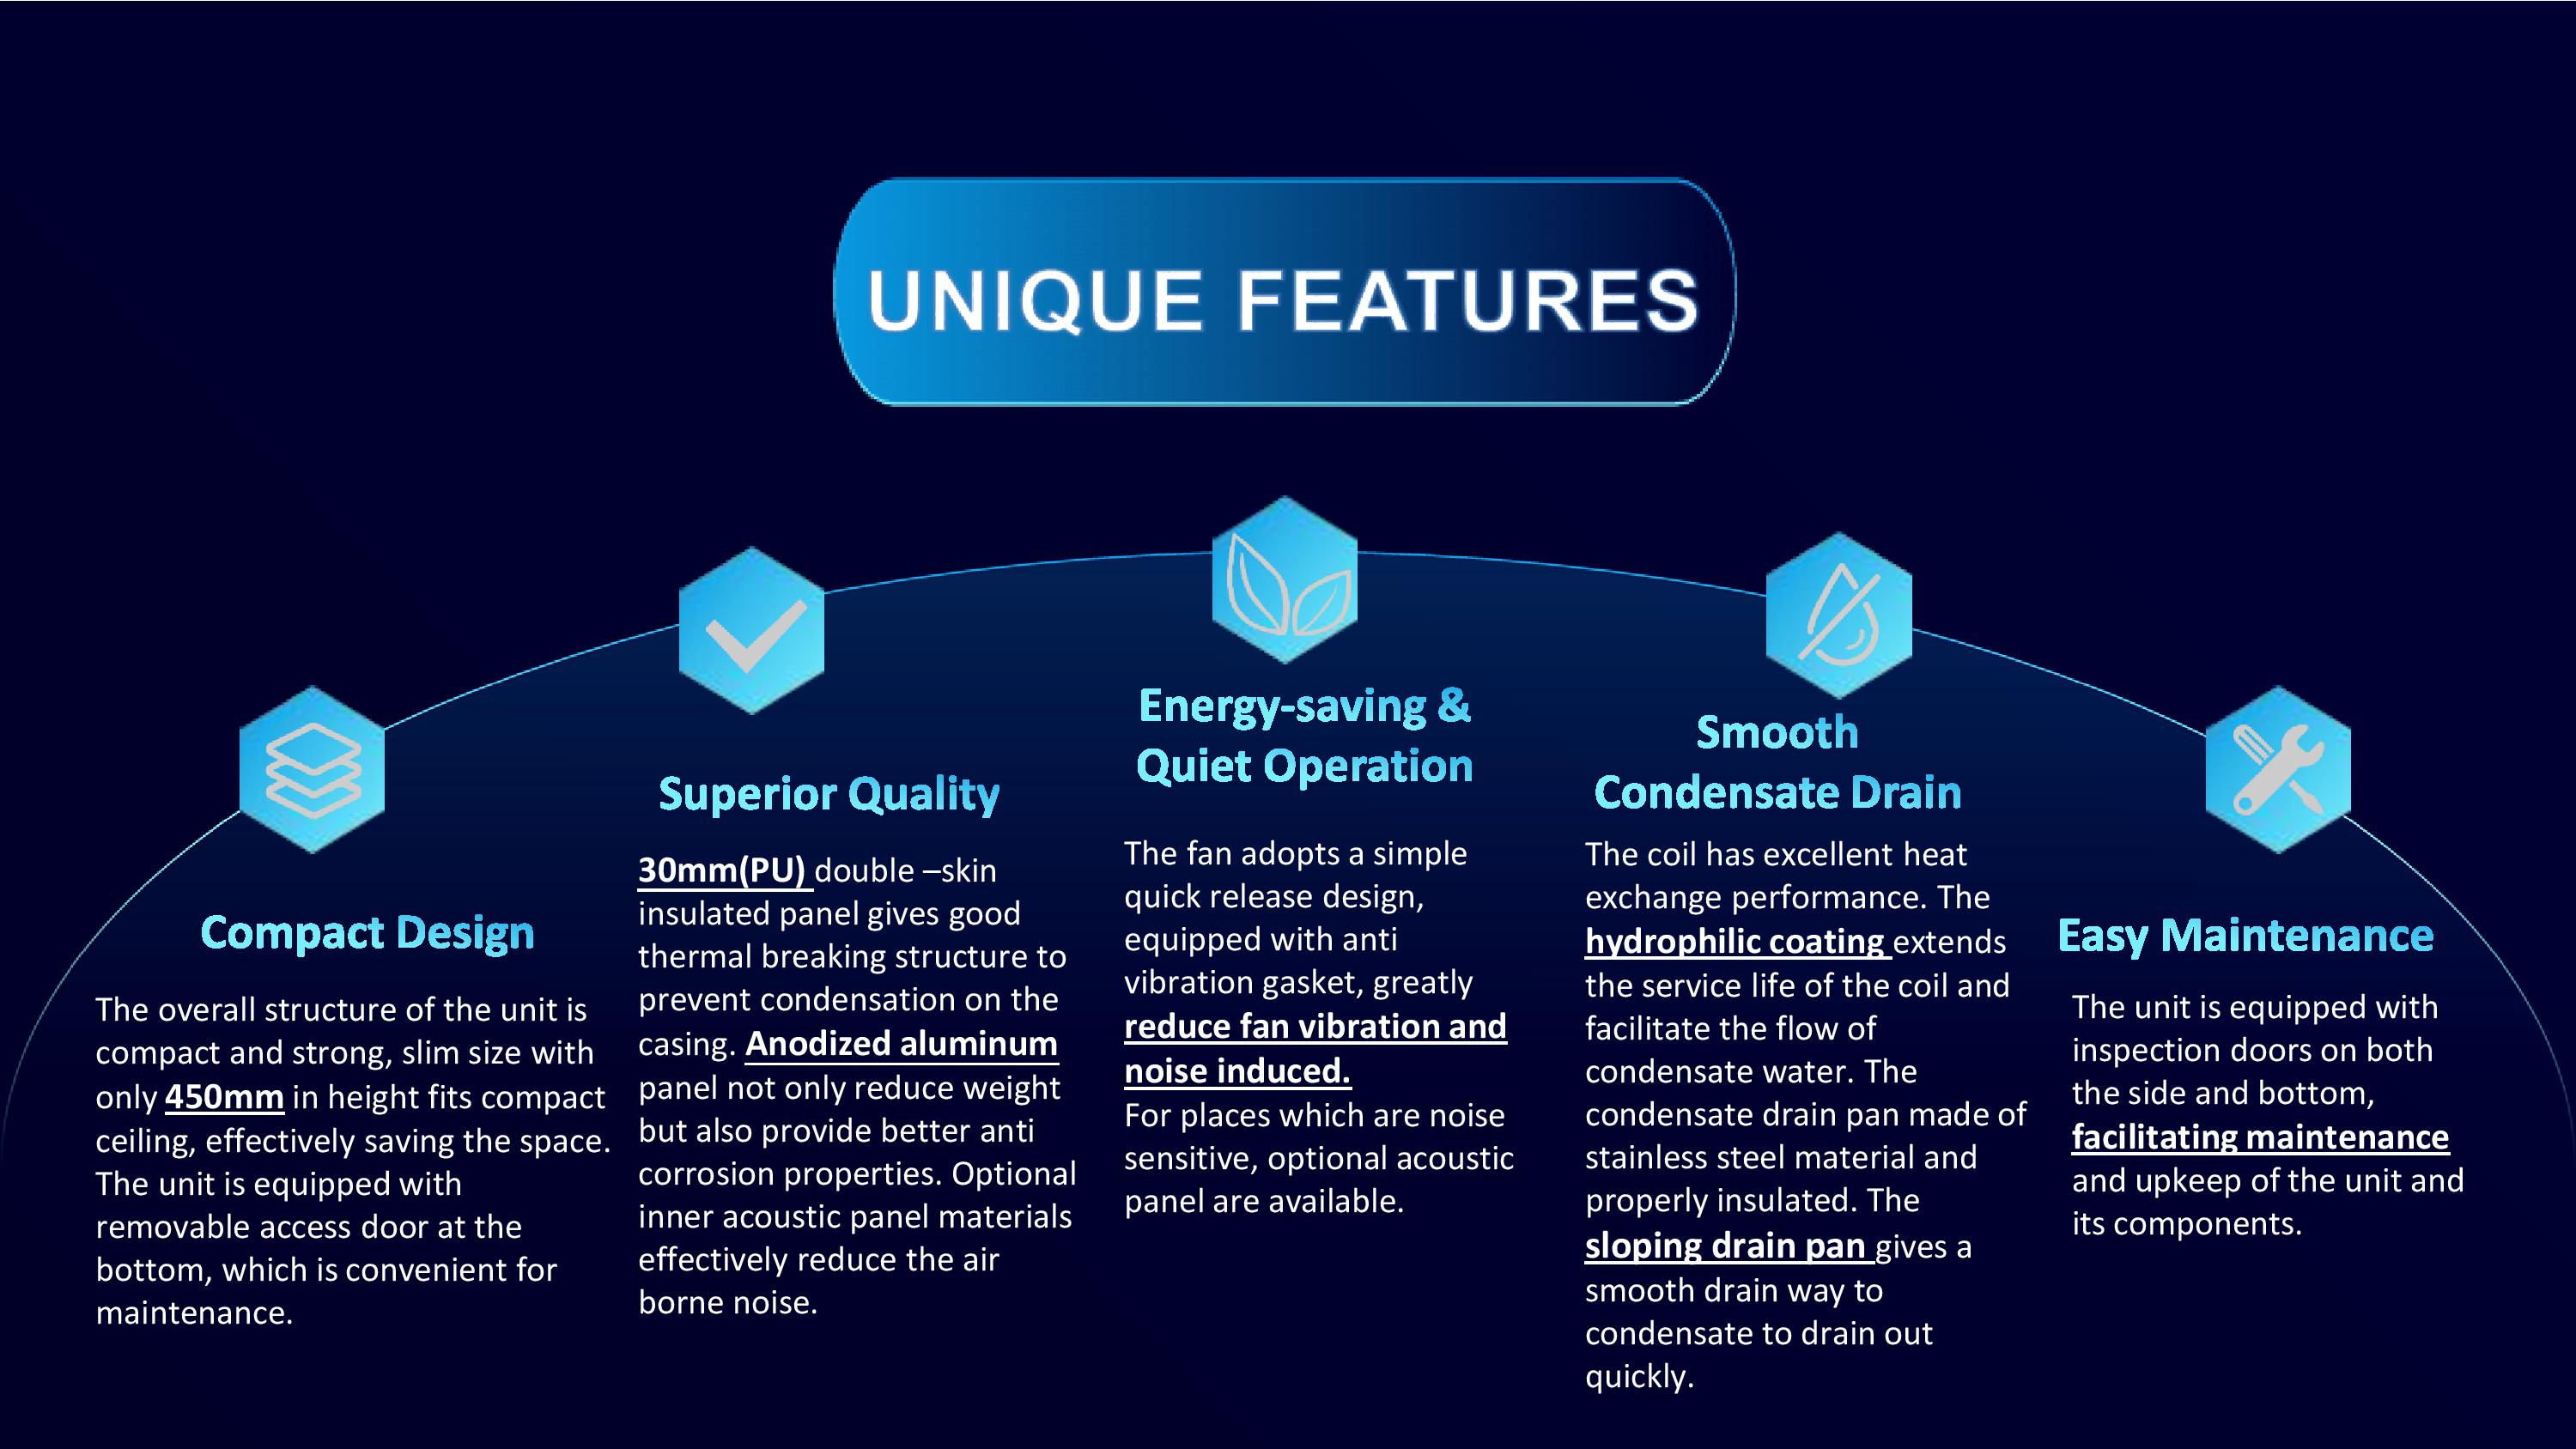 UNIQUE FEATURES
Compact Design
The overall structure of the unit is
compact and strong, slim size with
only 450mm in height fits compact
ceiling, effectively saving the space.
The unit is equipped with
removable access door at the
bottom, which is convenient for
maintenance.
Superior Quality
30mm(PU) double –skin
insulated panel gives good
thermal breaking structure to
prevent condensation on the
casing. Anodized aluminum
panel not only reduce weight
but also provide better anti
corrosion properties. Optional
inner acoustic panel materials
effectively reduce the air
borne noise.
Energy-saving &
Quiet Operation
The fan adopts a simple
quick release design,
equipped with anti
vibration gasket, greatly
reduce fan vibration and
noise induced.
For places which are noise
sensitive, optional acoustic
panel are available.
Smooth
Condensate Drain
The coil has excellent heat
exchange performance. The
hydrophilic coating extends
the service life of the coil and
facilitate the flow of
condensate water. The
condensate drain pan made of
stainless steel material and
properly insulated. The
sloping drain pan gives a
smooth drain way to
condensate to drain out
quickly.
Easy Maintenance
The unit is equipped with
inspection doors on both
the side and bottom,
facilitating maintenance
and upkeep of the unit and
its components.